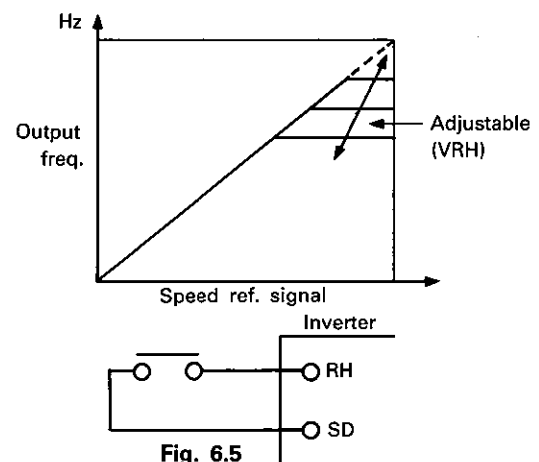 Hz
Output
freq.
Adjustable
(VRH)
Speed ref. signal
Inverter
RH
SD
Fig. 6.5